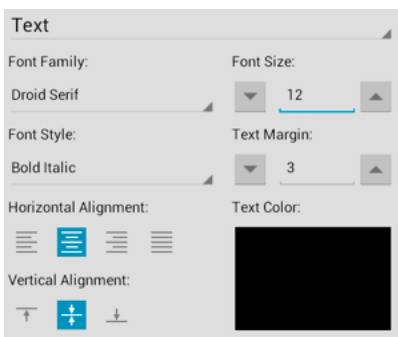 Text
Font Family:
Font Size:
Droid Serif
12
Font Style:
Text Margin:
Bold Italic
3
Horizontal Alignment:
Text Color:
Vertical Alignment: